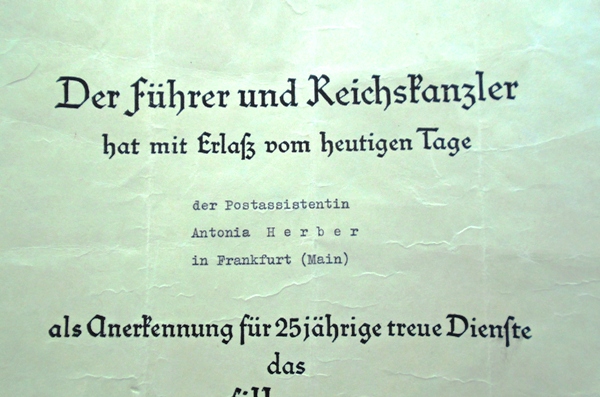 Der Führer und Reichskanzler
hat mit Erlaß vom heutigen Tage
der Postassistentin
Antonia H e r b e r
in Frankfurt (Main)
als Anerkennung für 25jährige treue Dienste
das